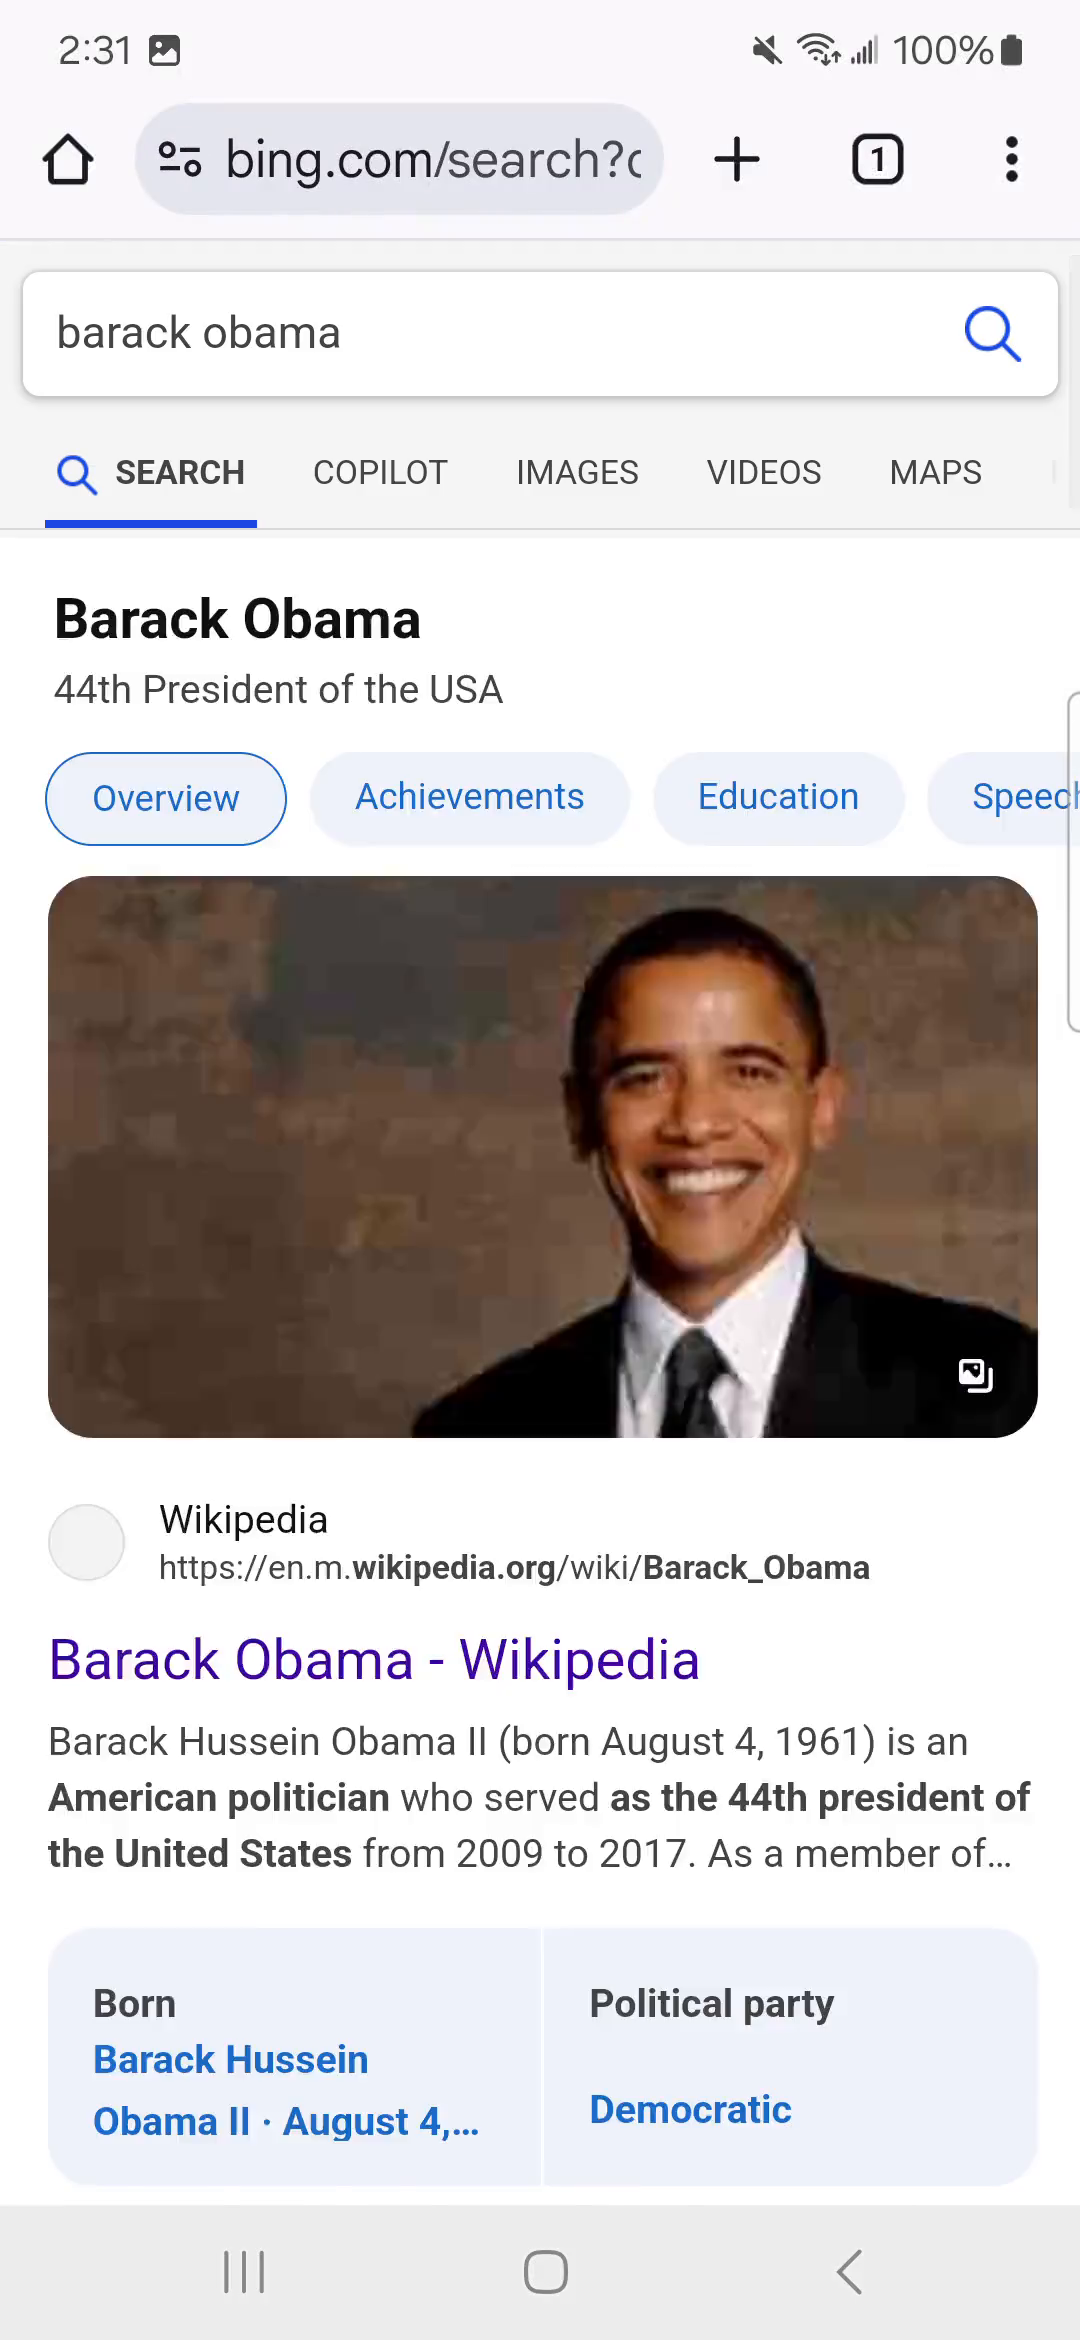 2:31
100%
bing.com/search?
1
barack obama
SEARCH COPILOT IMAGES VIDEOS MAPS
Barack Obama
44th President of the USA
Overview Achievements Education Speech
Wikipedia
https://en.m.wikipedia.org/wiki/Barack_Obama
Barack Obama - Wikipedia
Barack Hussein Obama II (born August 4, 1961) is an
American politician who served as the 44th president of
the United States from 2009 to 2017. As a member of...
Born
Barack Hussein
Obama II · August 4,...
Political party
Democratic